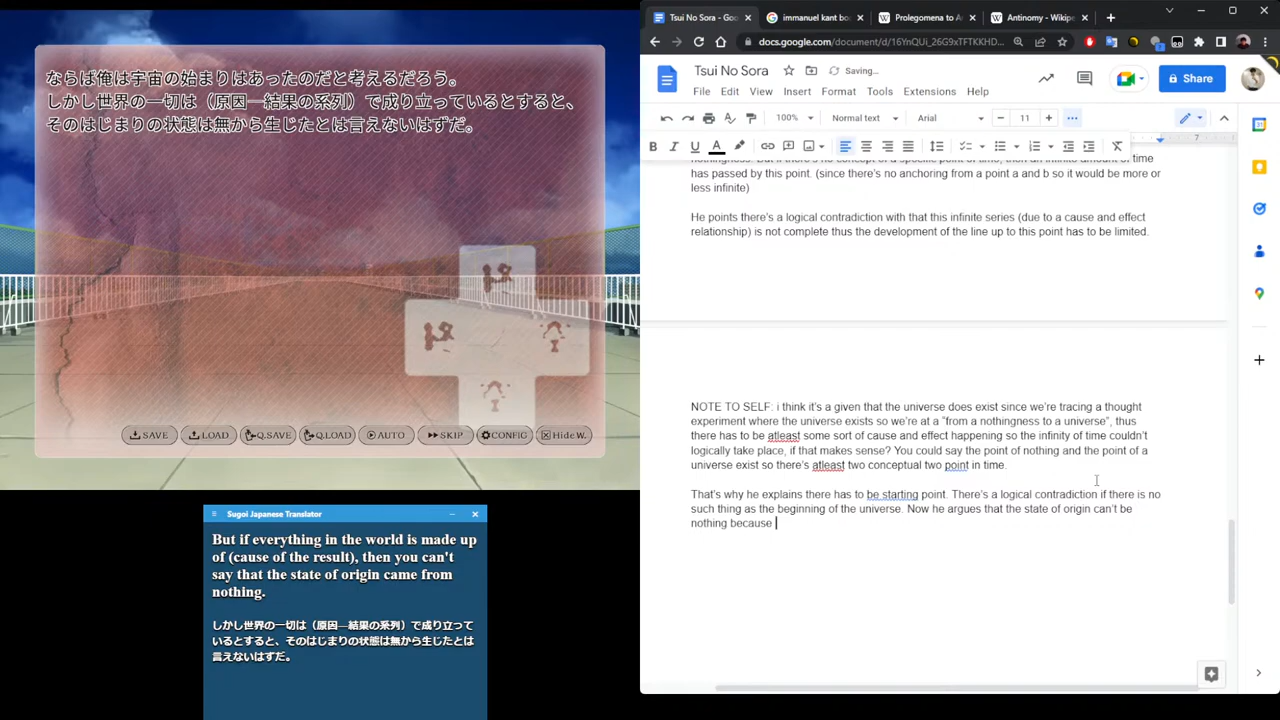 ならば俺は宇宙の始まりはあったのだと考えるだろう。
しかし世界の一切は（原因―結果の系列）で成り立っているとすると、
そのはじまりの状態は無から生じたとは言えないはずだ。
SAVE LOAD Q.SAVE Q.LOAD AUTO SKIP CONFIG Hide W.
Sugoi Japanese Translator
But if everything in the world is made up
of (cause of the result), then you can't
say that the state of origin came from
nothing.
しかし世界の一切は（原因―結果の系列）で成り立って
いるとすると、そのはじまりの状態は無から生じたとは
言えないはずだ。
Tsui No Sora - Goo
immanuel kant bo
Prolegomena to A
Antinomy - Wikipe
docs.google.com/document/d/16YnQUi_26G9xTFTKKHD...
Tsui No Sora
Saving...
File Edit View Insert Format Tools Extensions Help
Share
100% Normal text Arial 11
7
has passed by this point. (since there's no anchoring from a point a and b so it would be more or
less infinite)
He points there's a logical contradiction with that this infinite series (due to a cause and effect
relationship) is not complete thus the development of the line up to this point has to be limited.
NOTE TO SELF: i think it's a given that the universe does exist since we're tracing a thought
experiment where the universe exists so we're at a "from a nothingness to a universe", thus
there has to be atleast some sort of cause and effect happening so the infinity of time couldn't
logically take place, if that makes sense? You could say the point of nothing and the point of a
universe exist so there's atleast two conceptual two point in time.
That's why he explains there has to be starting point. There's a logical contradiction if there is no
such thing as the beginning of the universe. Now he argues that the state of origin can't be
nothing because